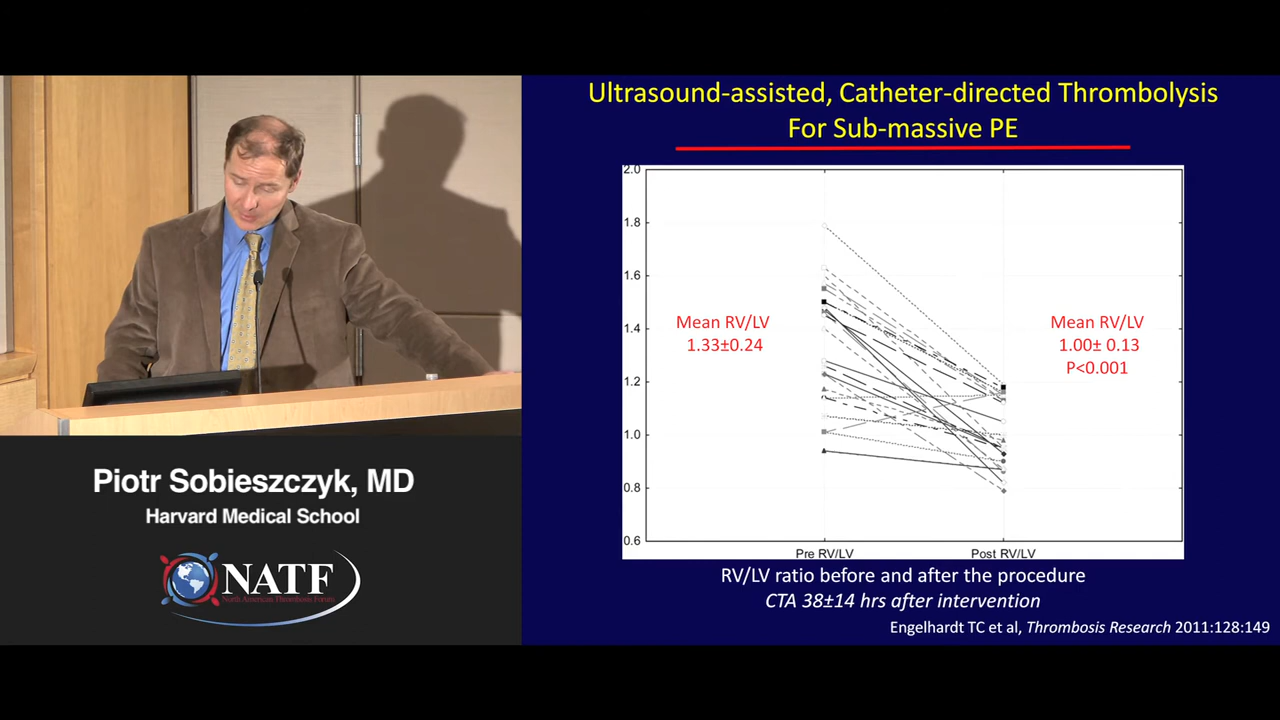 Ultrasound-assisted, Catheter-directed Thrombolysis
For Sub-massive PE
2.0
1.8
1.6
1.4
1.2
1.0
0.8
0.6
Mean RV/LV
1.33±0.24
Mean RV/LV
1.00± 0.13
P<0.001
Pre RV/LV
Post RV/LV
RV/LV ratio before and after the procedure
CTA 38±14 hrs after intervention
Engelhardt TC et al, Thrombosis Research 2011:128:149
Piotr Sobieszczyk, MD
Harvard Medical School
NATF
North American Thrombosis Forum